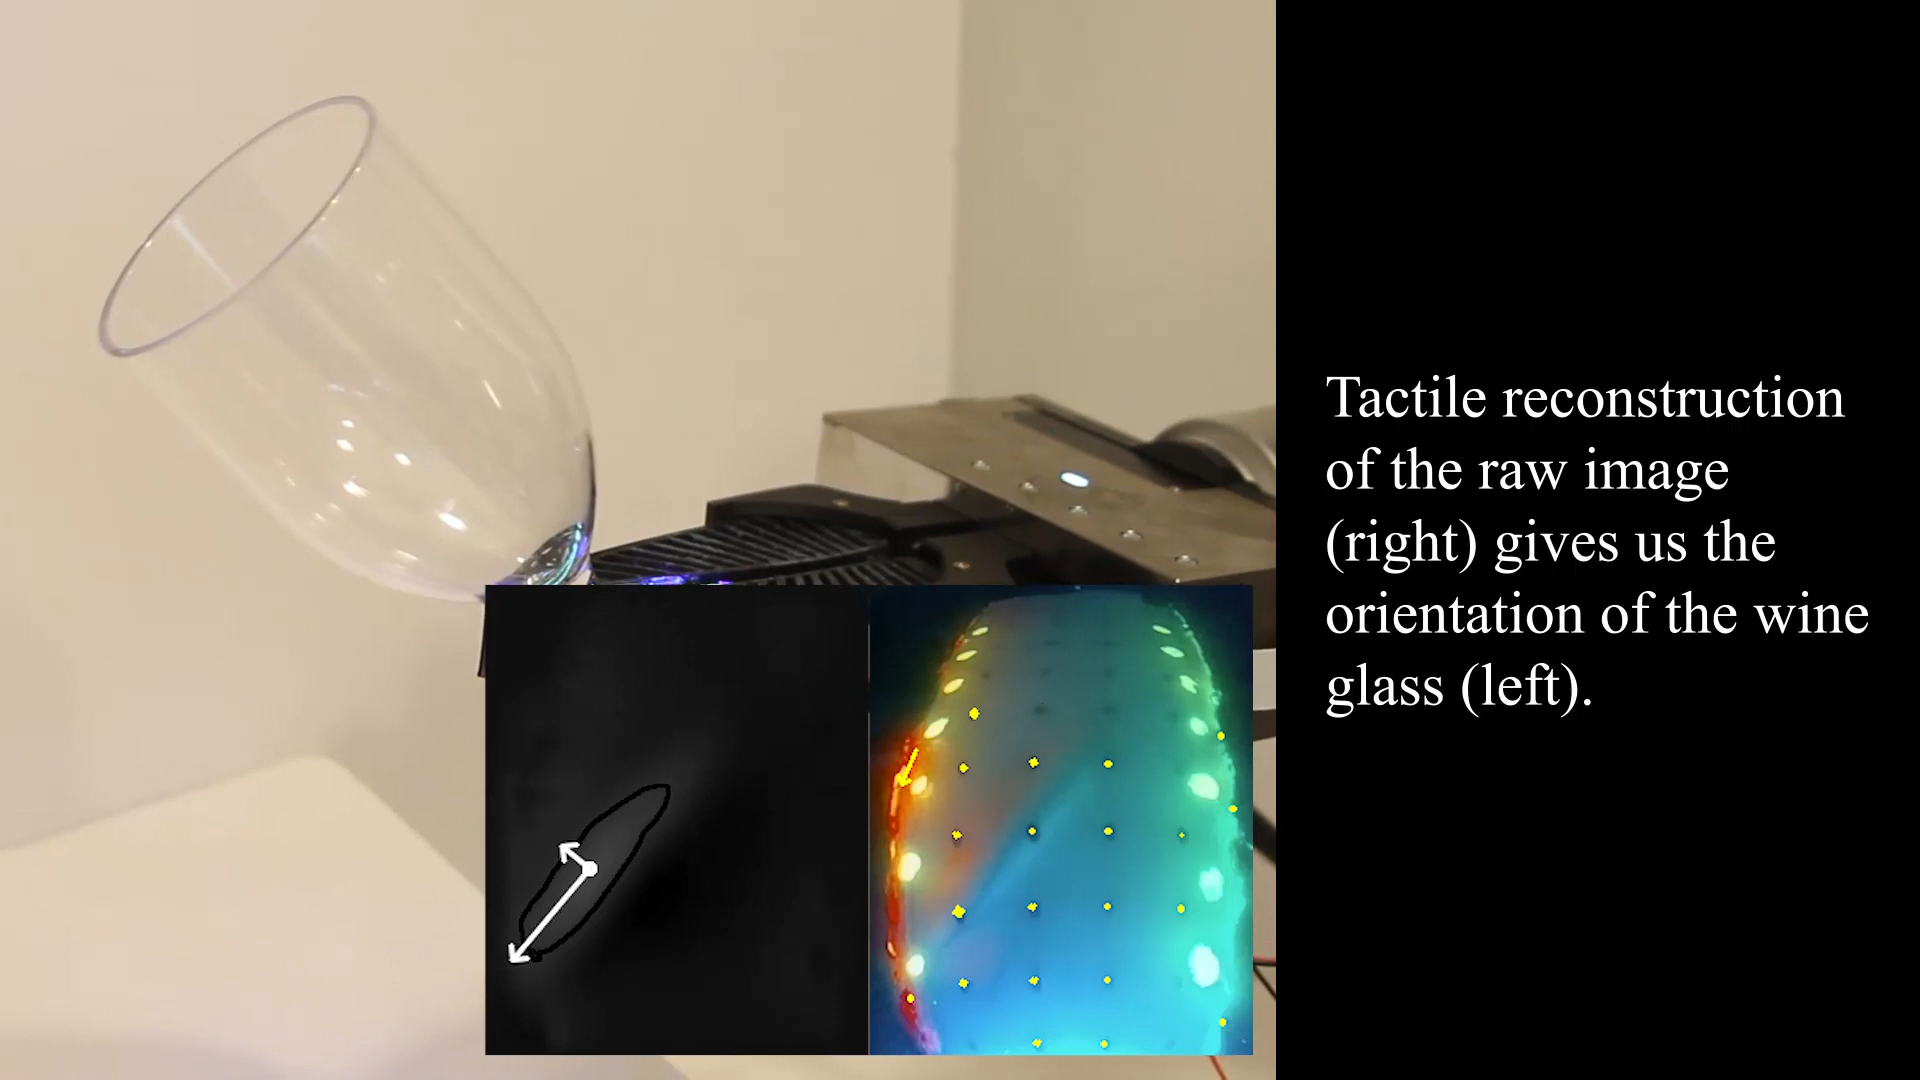 Tactile reconstruction
of the raw image
(right) gives us the
orientation of the wine
glass (left).